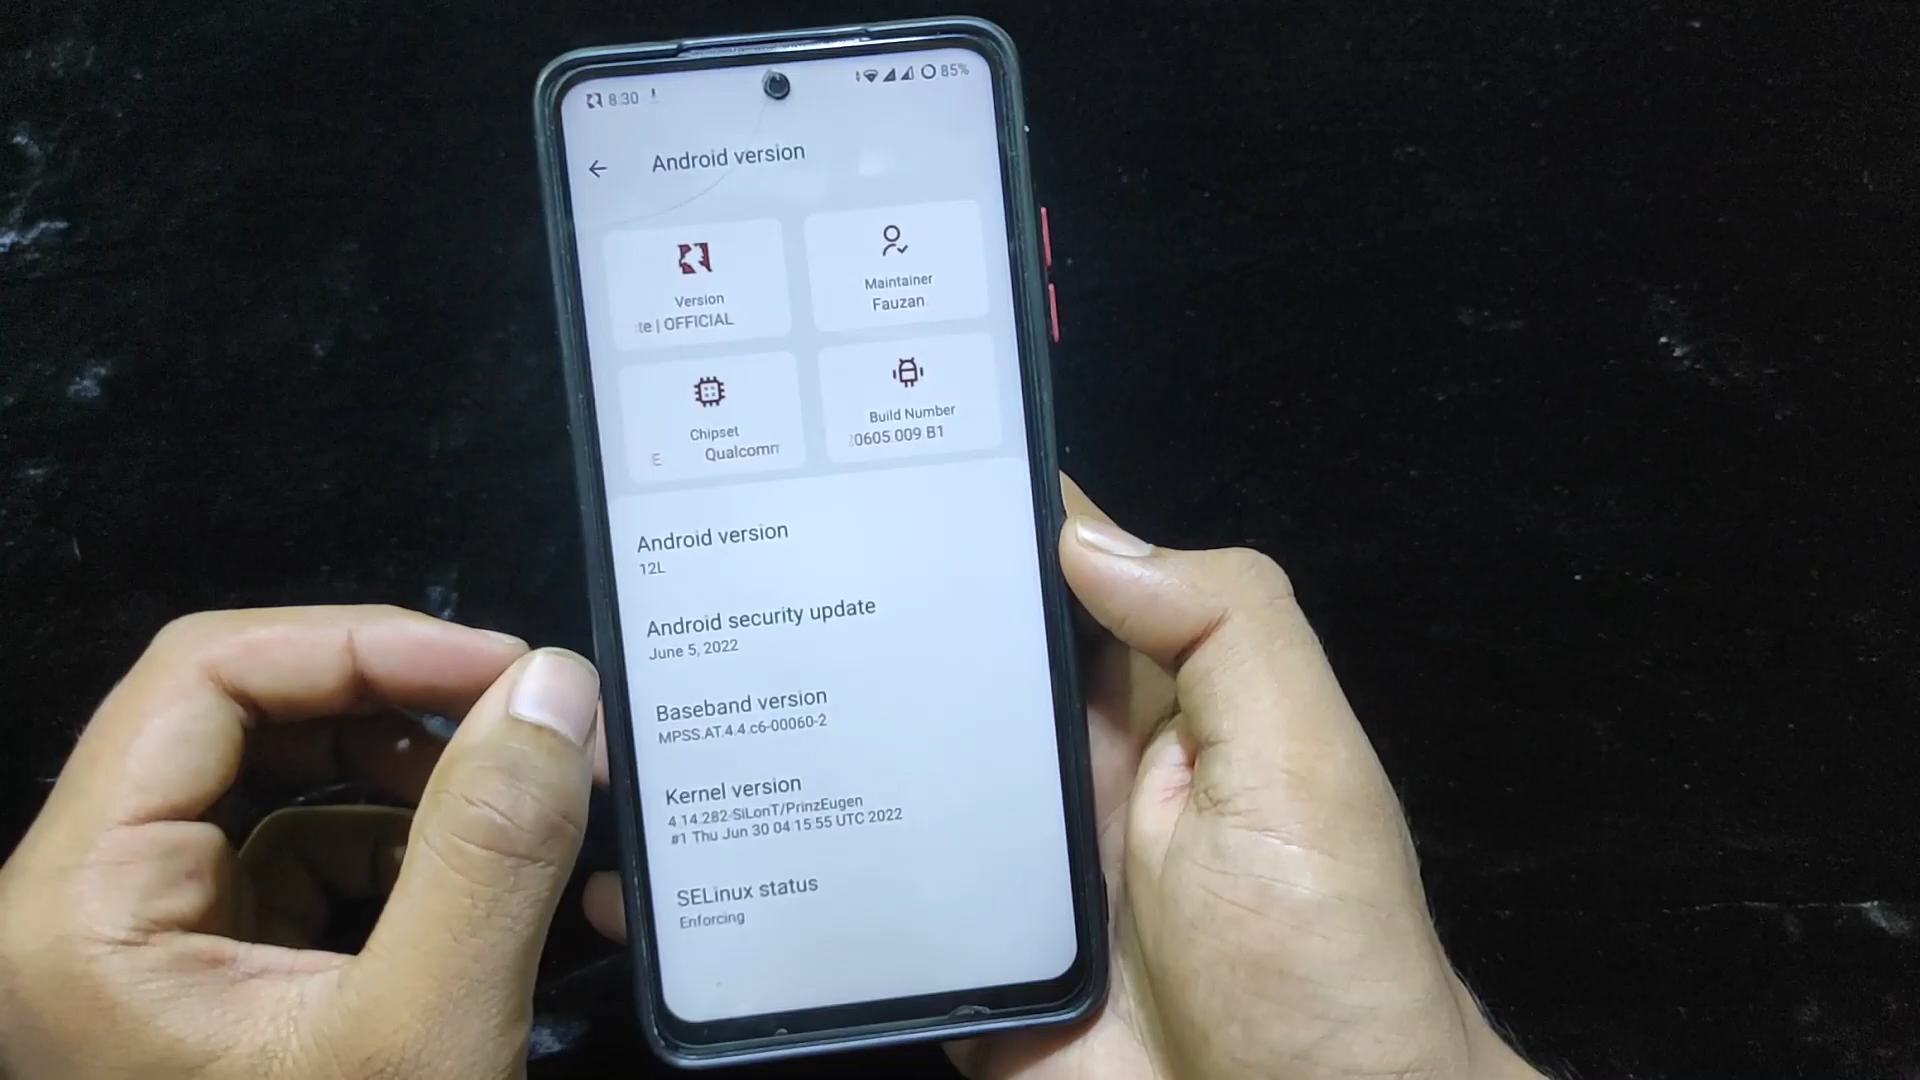 8:30
85%
Android version
Version
te | OFFICIAL
Maintainer
Fauzan
Chipset
E Qualcomm
Build Number
0605.009.B1
Android version
12L
Android security update
June 5, 2022
Baseband version
MPSS.AT.4.4.c6-00060-2
Kernel version
4.14.282-SiLonT/PrinzEugen
#1 Thu Jun 30 04:15:55 UTC 2022
SELinux status
Enforcing